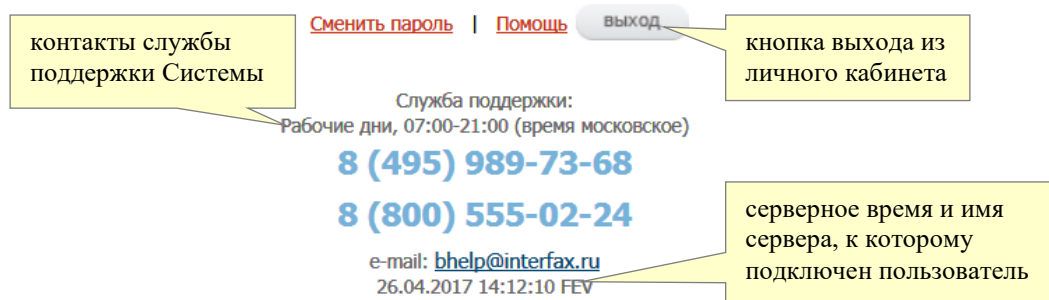 Сменить пароль | Помощь выход
контакты службы
поддержки Системы
кнопка выхода из
личного кабинета
Служба поддержки:
Рабочие дни, 07:00-21:00 (время московское)
8 (495) 989-73-68
8 (800) 555-02-24
серверное время и имя
сервера, к которому
подключен пользователь
e-mail: bhelp@interfax.ru
26.04.2017 14:12:10 FEV